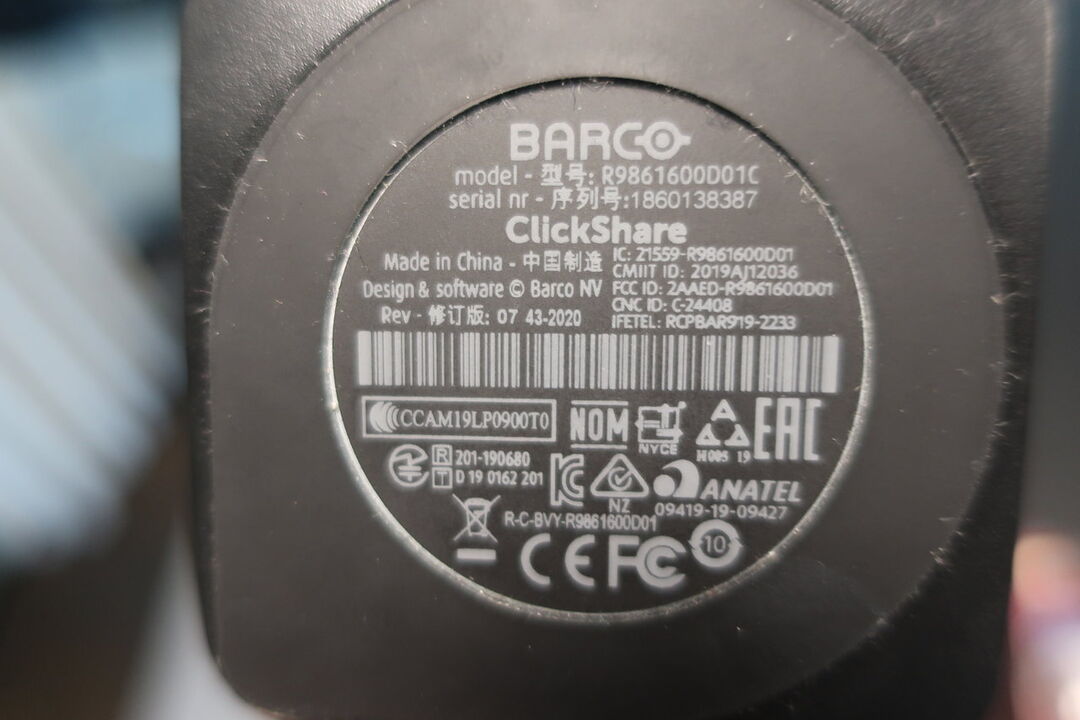 BARCO
model - 型号: R9861600D01C
serial nr - 序列号:1860138387
ClickShare
Made in China - 中国制造
Design & software © Barco NV
Rev - 修订版: 07 43-2020
IC: 21559-R9861600D01
CMIIT ID: 2019AJ12036
FCC ID: 2AAED-R9861600D01
CNC ID: C-24408
IFETEL: RCPBAR919-2233
CCAM19LP0900T0
NOM
NYCE
H005 19
EAC
R 201-190680
T D 19 0162 201
NZ
ANATEL
09419-19-09427
R-C-BVY-R9861600D01
CE FC
10